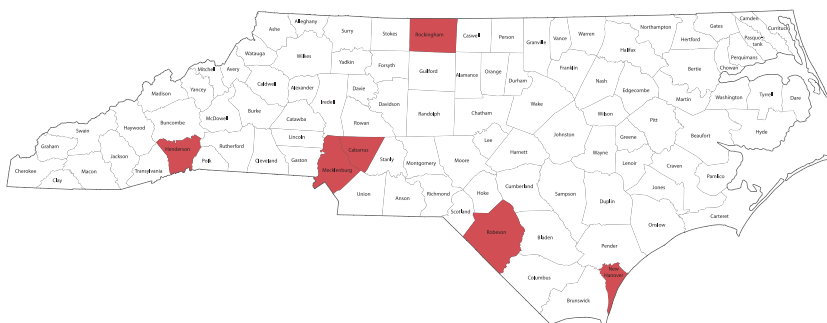 Alleghany
Ashe
Surry
Stokes
Rockingham
Caswell
Person
Granville
Vance
Warren
Northampton
Gates
Camden
Currituck
Pasquo-
tank
Perquimans
Chowan
Hertford
Halifax
Bertie
Watauga
Wilkes
Yadkin
Forsyth
Guilford
Alamance
Orange
Durham
Franklin
Nash
Edgecombe
Martin
Washington
Tyrrell
Dare
Mitchell
Avery
Caldwell
Alexander
Davie
Iredell
Davidson
Randolph
Chatham
Wake
Wilson
Pitt
Beaufort
Hyde
Madison
Yancey
Burke
McDowell
Catawba
Rowan
Buncombe
Haywood
Swain
Graham
Cherokee
Clay
Macon
Jackson
Transylvania
Henderson
Polk
Rutherford
Cleveland
Lincoln
Gaston
Mecklenburg
Cabarrus
Stanly
Montgomery
Moore
Lee
Harnett
Johnston
Wayne
Greene
Lenoir
Craven
Pamlico
Jones
Carteret
Onslow
Duplin
Sampson
Cumberland
Hoke
Scotland
Richmond
Anson
Union
Robeson
Bladen
Pender
New
Hanover
Columbus
Brunswick